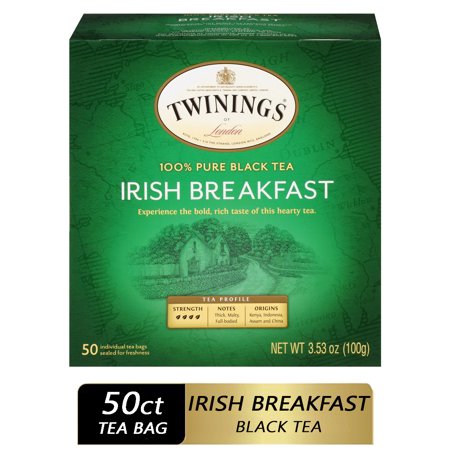 IRISH
BREAKFAST
TWININGS
OF
London
100% PURE BLACK TEA
IRISH BREAKFAST
Experience the bold, rich taste of this hearty tea.
TEA PROFILE
STRENGTH
NOTES
Thick, Malty,
Full-bodied
ORIGINS
Kenya, Indonesia,
Assam and China
50 individual tea bags
sealed for freshness
NET WT 3.53 oz (100g)
50ct
TEA BAG
IRISH BREAKFAST
BLACK TEA